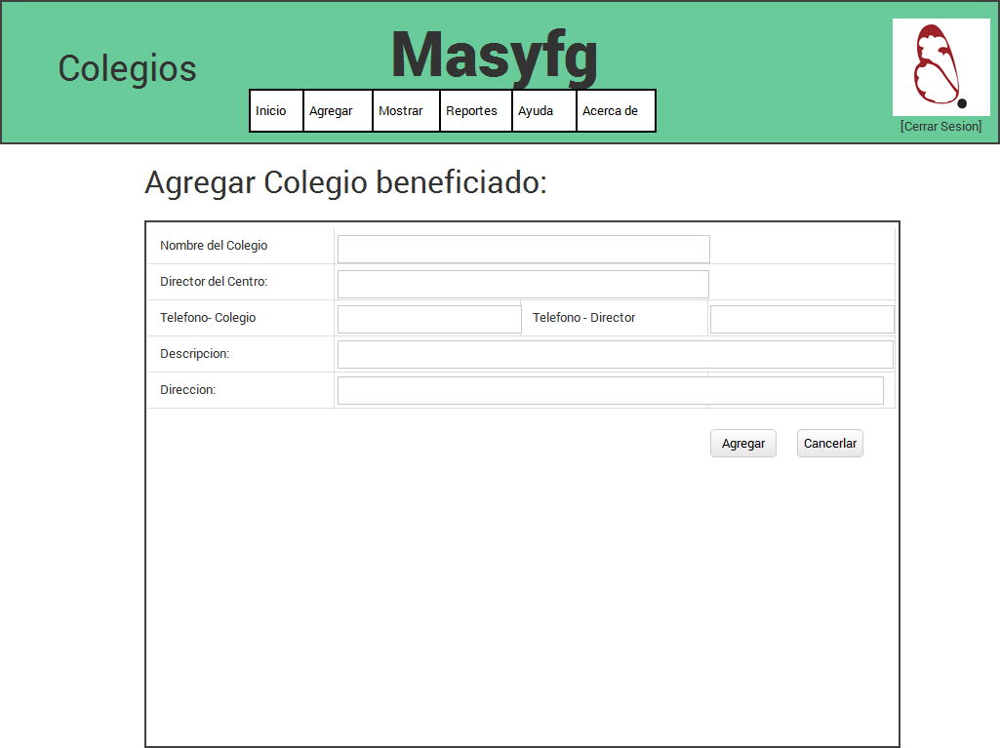 Colegios
Masyfg
Inicio Agregar Mostrar Reportes Ayuda Acerca de
[Cerrar Sesion]
Agregar Colegio beneficiado:
Nombre del Colegio
Director del Centro:
Telefono- Colegio Telefono - Director
Descripcion:
Direccion:
Agregar Cancerlar